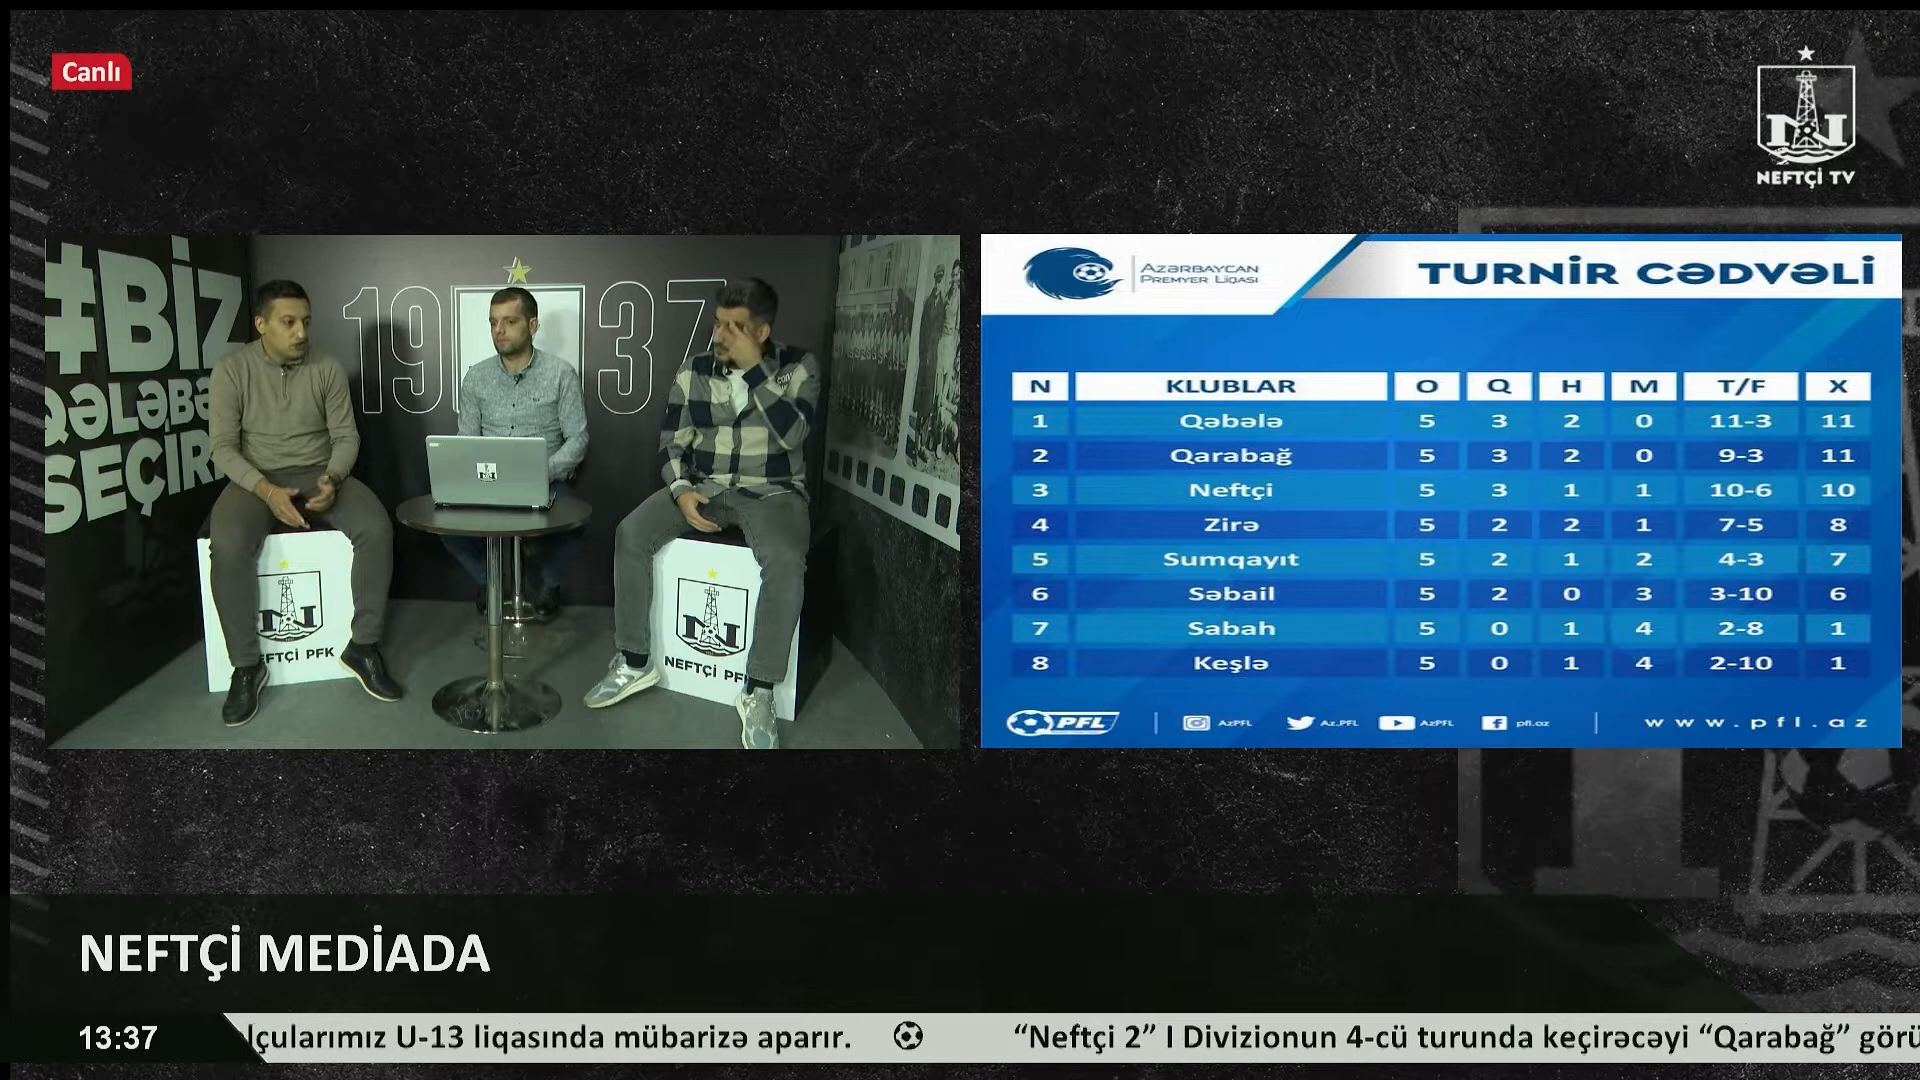 Canlı
NEFTÇİ TV
#BİZ
QƏLƏBƏ
SEÇİR
1937
NEFTÇİ PFK
AZƏRBAYCAN
PREMYER LİQASI
TURNİR CƏDVƏLİ
N KLUBLAR O Q H M T/F X
1 Qəbələ 5 3 2 0 11-3 11
2 Qarabağ 5 3 2 0 9-3 11
3 Neftçi 5 3 1 1 10-6 10
4 Zirə 5 2 2 1 7-5 8
5 Sumqayıt 5 2 1 2 4-3 7
6 Səbail 5 2 0 3 3-10 6
7 Sabah 5 0 1 4 2-8 1
8 Keşlə 5 0 1 4 2-10 1
PFL AzPFL Az.PFL AzPFL pfl.az www.pfl.az
NEFTÇİ MEDİADA
13:37 lçularımız U-13 liqasında mübarizə aparır. “Neftçi 2” I Divizionun 4-cü turunda keçirəcəyi “Qarabağ” görü